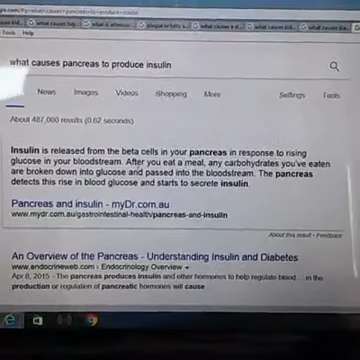 what causes pancreas to produce insulin
News Images Videos Shopping More Settings Tools
About 487,000 results (0.62 seconds)
Insulin is released from the beta cells in your pancreas in response to rising
glucose in your bloodstream. After you eat a meal, any carbohydrates you've eaten
are broken down into glucose and passed into the bloodstream. The pancreas
detects this rise in blood glucose and starts to secrete insulin.
Pancreas and insulin - myDr.com.au
www.mydr.com.au/gastrointestinal-health/pancreas-and-insulin
About this result • Feedback
An Overview of the Pancreas - Understanding Insulin and Diabetes
www.endocrineweb.com › Endocrinology Overview
Apr 8, 2015 - The pancreas produces insulin and other hormones to help regulate blood ... in the
production or regulation of pancreatic hormones will cause